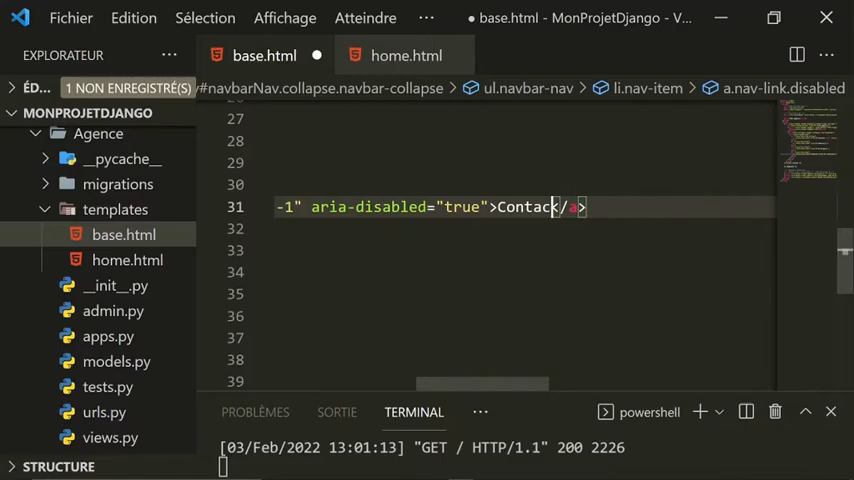 Fichier Edition Sélection Affichage Atteindre ··· ● base.html - MonProjetDjango - V...
EXPLORATEUR ··· base.html ● home.html ···
ÉD... 1 NON ENREGISTRÉ(S) y#navbarNav.collapse.navbar-collapse > ul.navbar-nav > li.nav-item > a.nav-link.disabled
MONPROJETDJANGO
Agence
__pycache__
migrations
templates
base.html
home.html
__init__.py
admin.py
apps.py
models.py
tests.py
urls.py
views.py
STRUCTURE
26
27
28
29
30
31 -1" aria-disabled="true">Contac</a>
32
33
34
35
36
37
38
39
PROBLÈMES SORTIE TERMINAL ··· powershell
[03/Feb/2022 13:01:13] "GET / HTTP/1.1" 200 2226